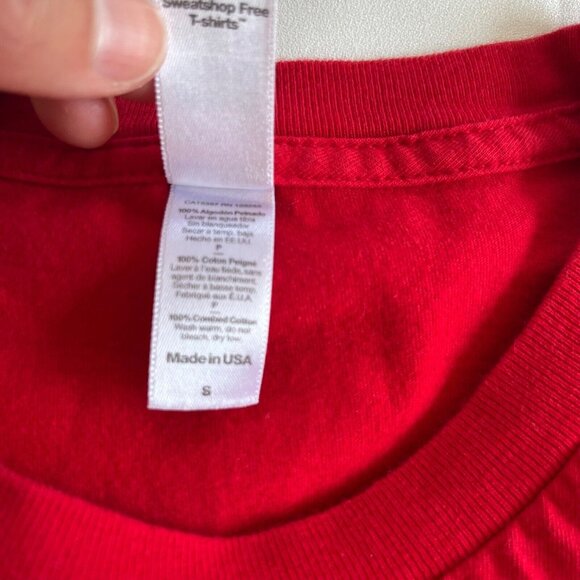 Sweatshop Free
T-shirts™
100% Algodón Peinado
Lavar en agua tibia
Sin blanqueador
Secar a temp. baja
Hecho en EE.UU.
P
100% Coton Peigné
Lavér à l'eau tiède, sans
agent de blanchiment.
Sécher à basse temp.
Fabriqué aux É.U.A.
P
100% Combed Cotton
Wash warm, do not
bleach, dry low.
Made in USA
S